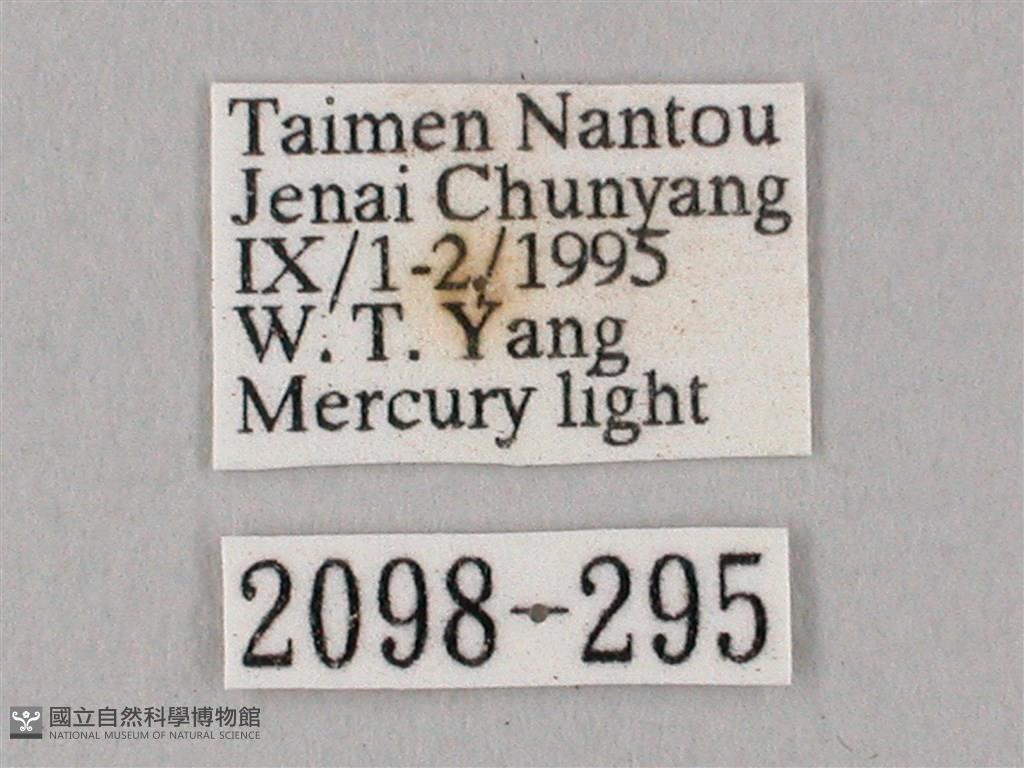 Taimen Nantou
Jenai Chunyang
IX/1-2/1995
W. T. Yang
Mercury light
2098-295
國立自然科學博物館
NATIONAL MUSEUM OF NATURAL SCIENCE